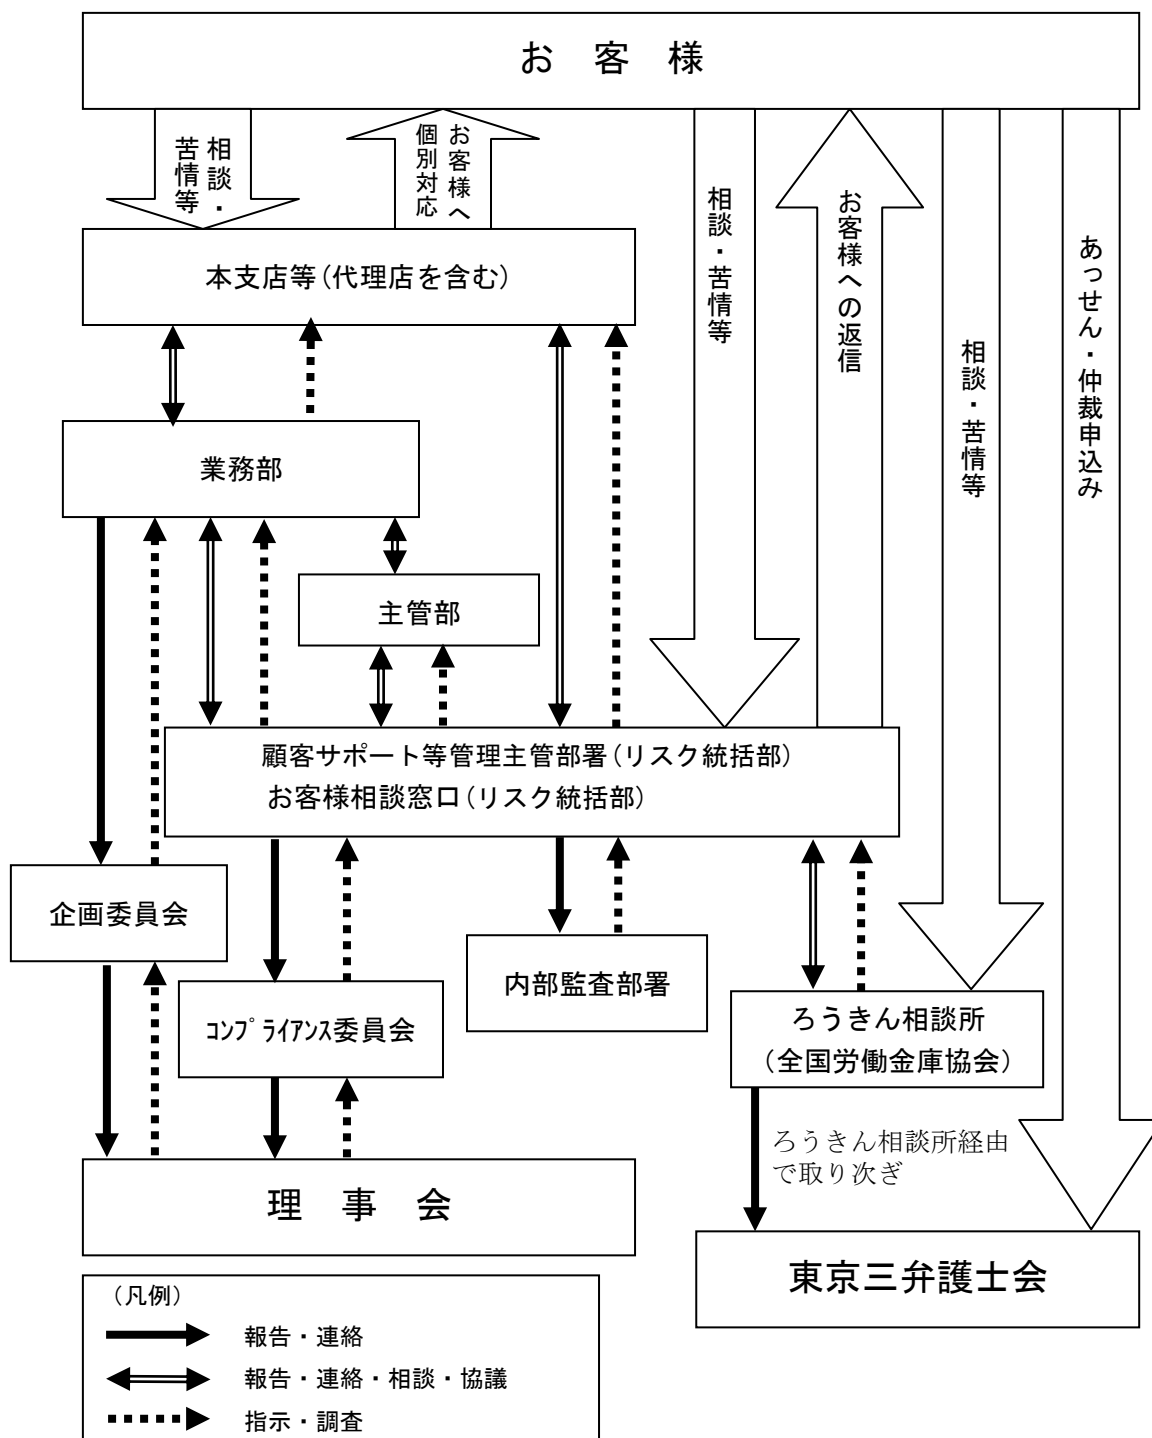 お　客　様
相談・
苦情等
お客様へ
個別対応
相談・苦情等
お客様への返信
相談・苦情等
あっせん・仲裁申込み
本支店等(代理店を含む)
業務部
主管部
顧客サポート等管理主管部署(リスク統括部)
お客様相談窓口(リスク統括部)
企画委員会
ｺﾝﾌﾟﾗｲｱﾝｽ委員会
内部監査部署
ろうきん相談所
(全国労働金庫協会)
ろうきん相談所経由
で取り次ぎ
理　事　会
東京三弁護士会
(凡例)
報告・連絡
報告・連絡・相談・協議
指示・調査